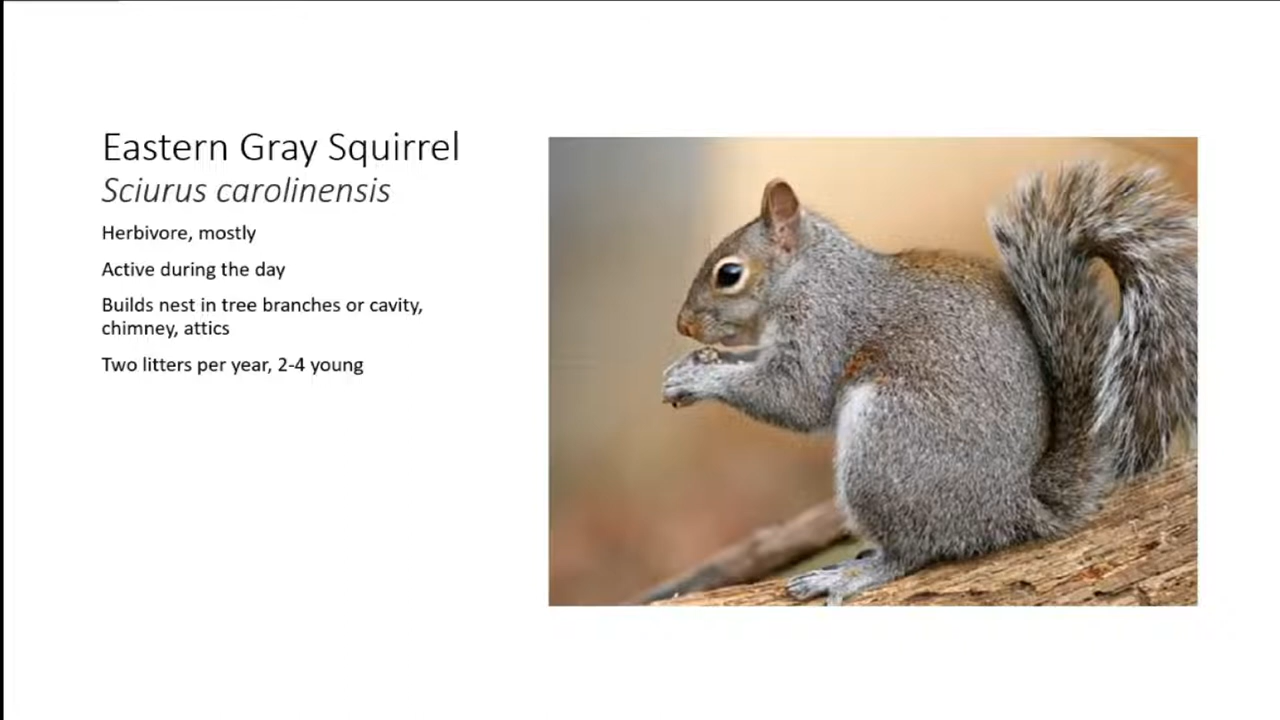 Eastern Gray Squirrel
Sciurus carolinensis
Herbivore, mostly
Active during the day
Builds nest in tree branches or cavity,
chimney, attics
Two litters per year, 2-4 young